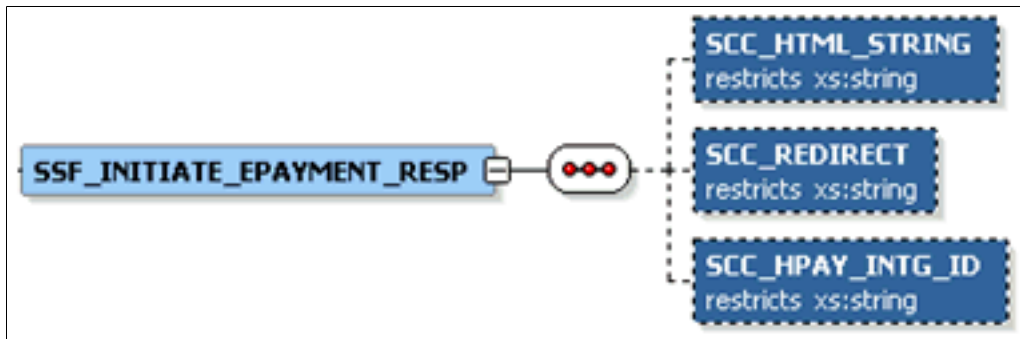 SCC_HTML_STRING
restricts xs:string
SSF_INITIATE_EPAYMENT_RESP
SCC_REDIRECT
restricts xs:string
SCC_HPAY_INTG_ID
restricts xs:string